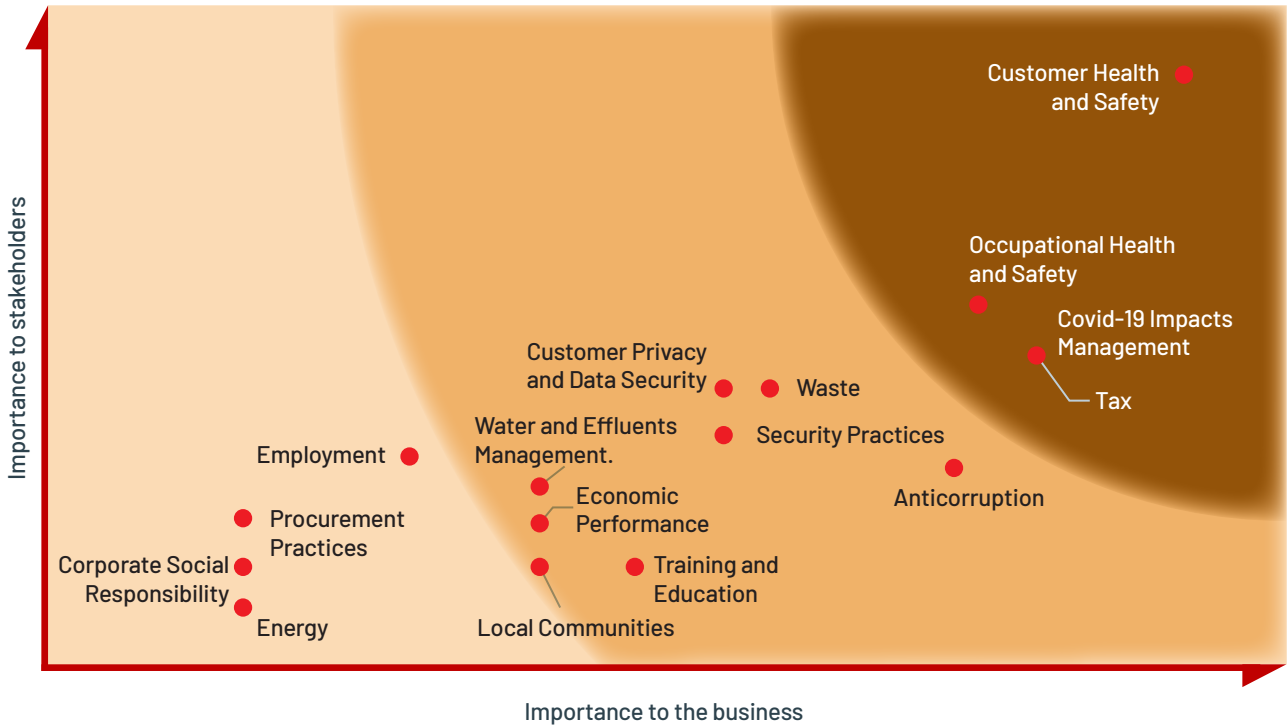 Importance to stakeholders
Customer Health
and Safety
Occupational Health
and Safety
Covid-19 Impacts
Management
Tax
Customer Privacy
and Data Security
Waste
Water and Effluents
Management.
Security Practices
Employment
Economic
Performance
Anticorruption
Procurement
Practices
Corporate Social
Responsibility
Training and
Education
Energy
Local Communities
Importance to the business